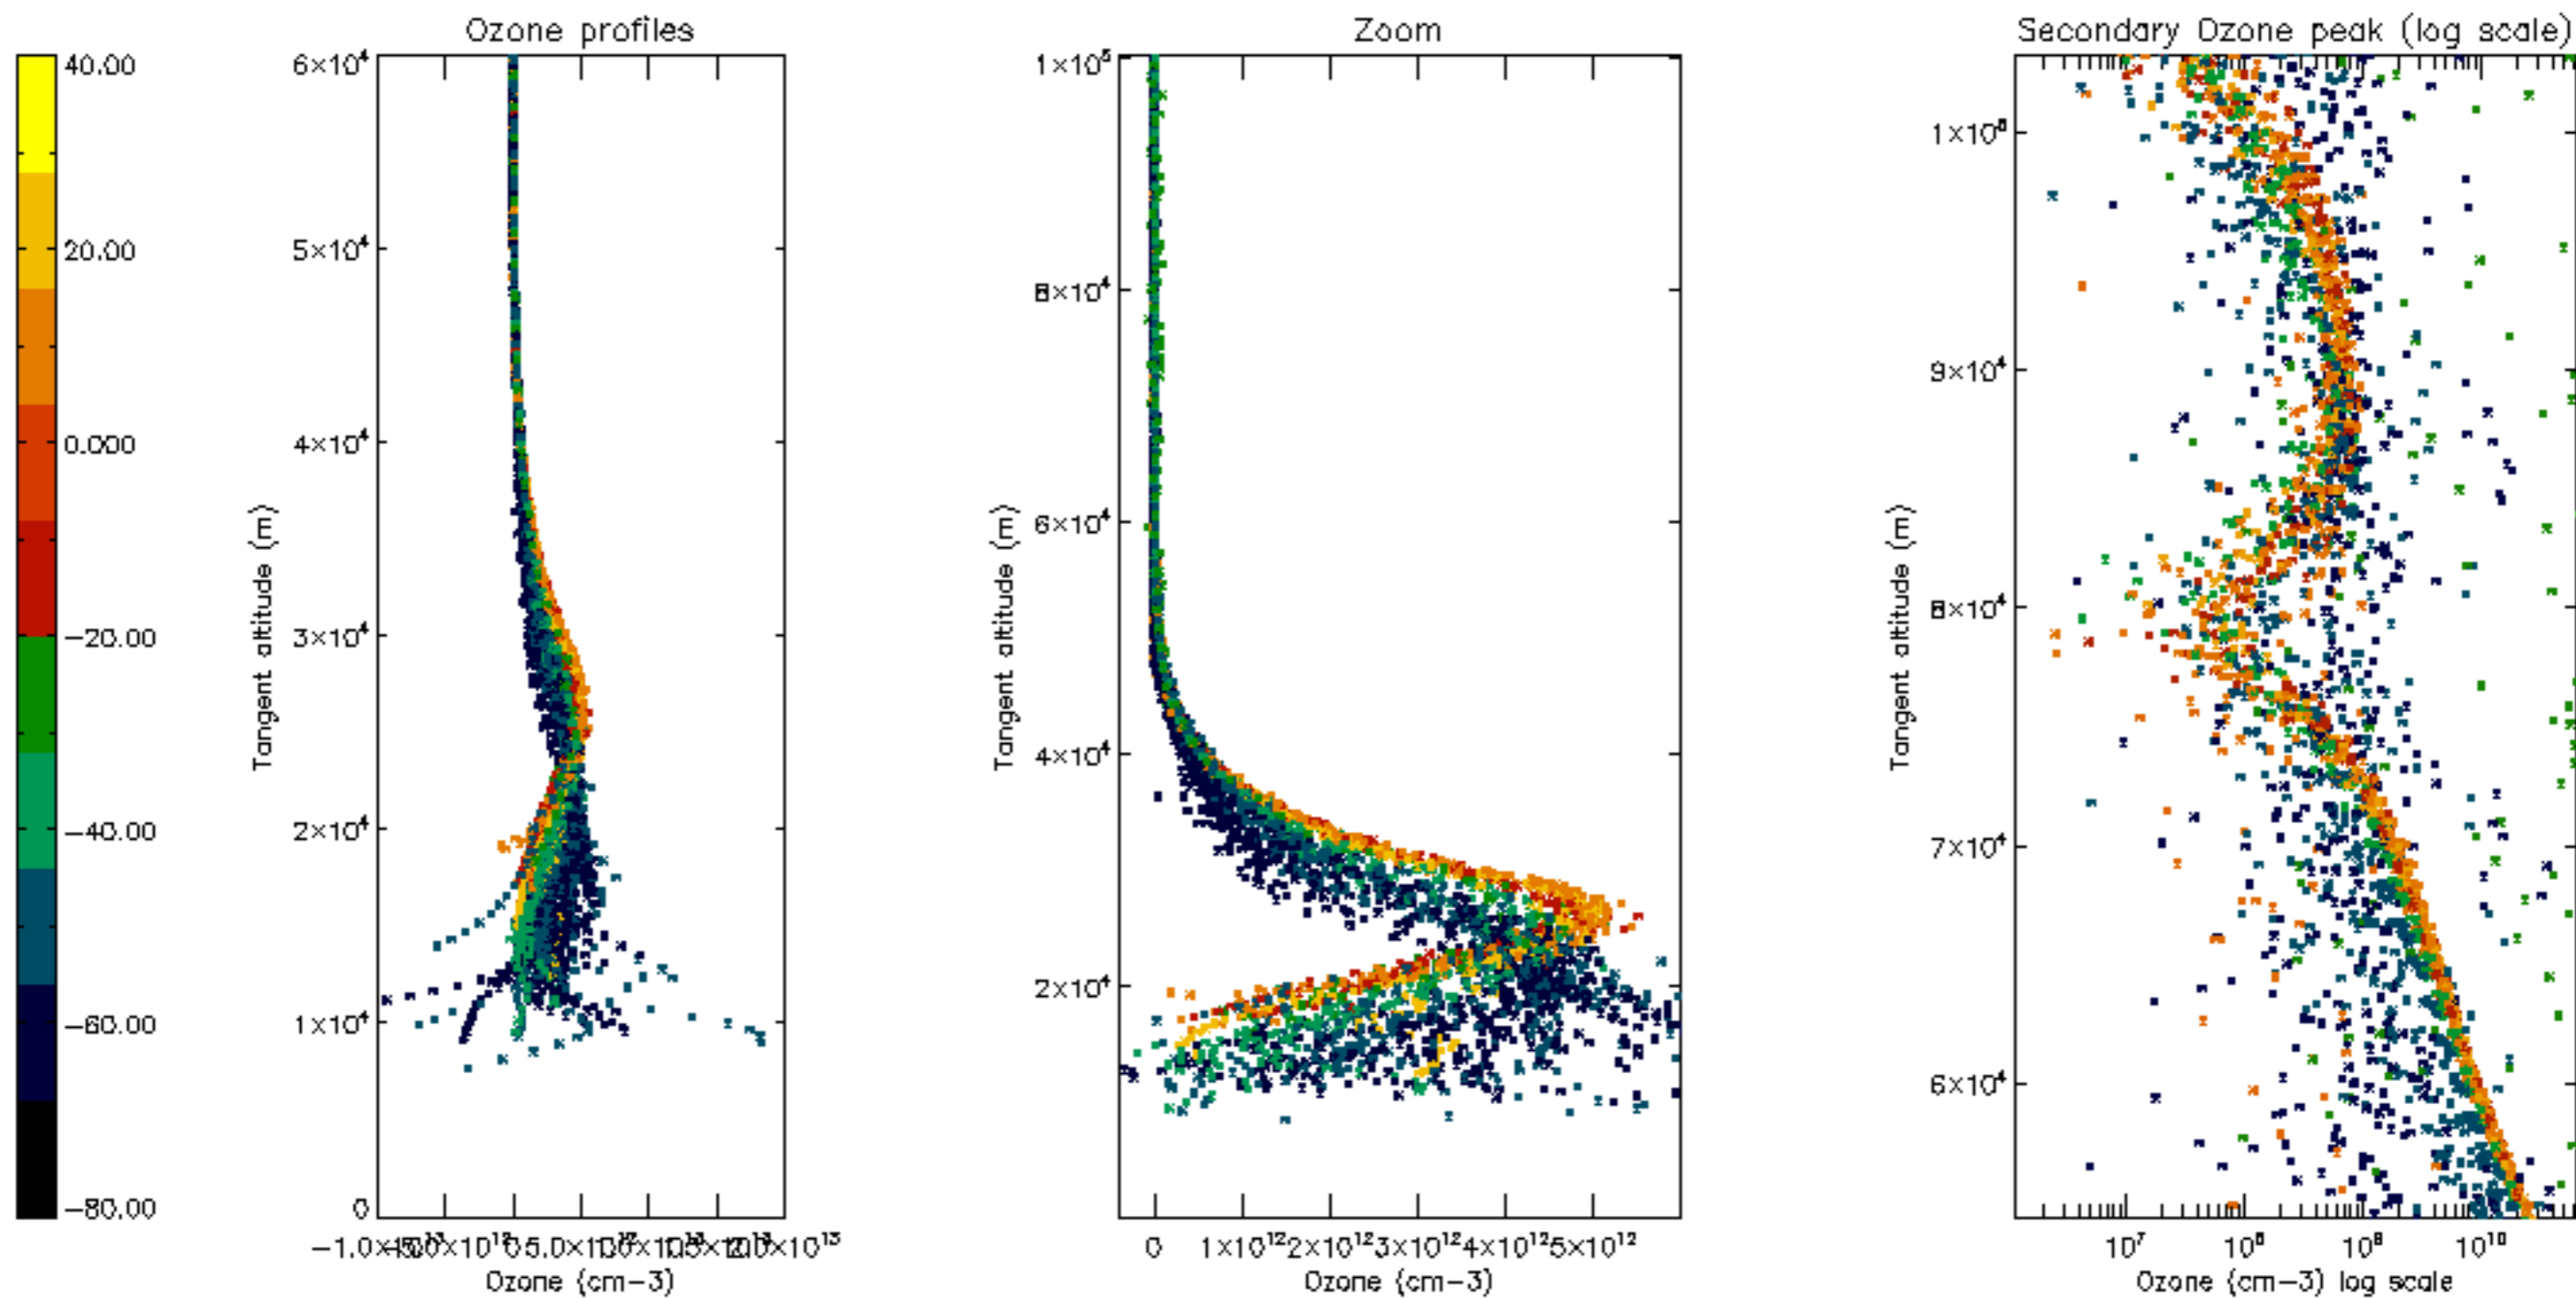 Ozone profiles
Zoom
Secondary Ozone peak (log scale)
40.00
20.00
0.000
−20.00
−40.00
−60.00
−80.00
6×10⁴
5×10⁴
4×10⁴
3×10⁴
2×10⁴
1×10⁴
0
Tangent altitude (m)
Ozone (cm−3)
1×10⁵
8×10⁴
6×10⁴
4×10⁴
2×10⁴
Tangent altitude (m)
0 1×10¹² 2×10¹² 3×10¹² 4×10¹² 5×10¹²
Ozone (cm−3)
9×10⁴
8×10⁴
7×10⁴
6×10⁴
Tangent altitude (m)
10⁷ 10⁸ 10⁹ 10¹⁰
Ozone (cm−3) log scale